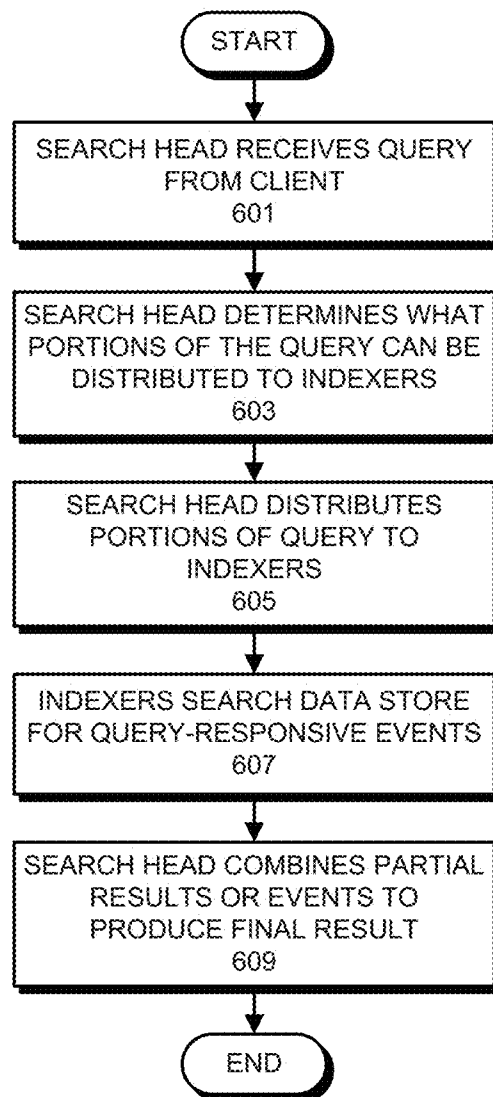 START
SEARCH HEAD RECEIVES QUERY
FROM CLIENT
601
SEARCH HEAD DETERMINES WHAT
PORTIONS OF THE QUERY CAN BE
DISTRIBUTED TO INDEXERS
603
SEARCH HEAD DISTRIBUTES
PORTIONS OF QUERY TO
INDEXERS
605
INDEXERS SEARCH DATA STORE
FOR QUERY-RESPONSIVE EVENTS
607
SEARCH HEAD COMBINES PARTIAL
RESULTS OR EVENTS TO
PRODUCE FINAL RESULT
609
END